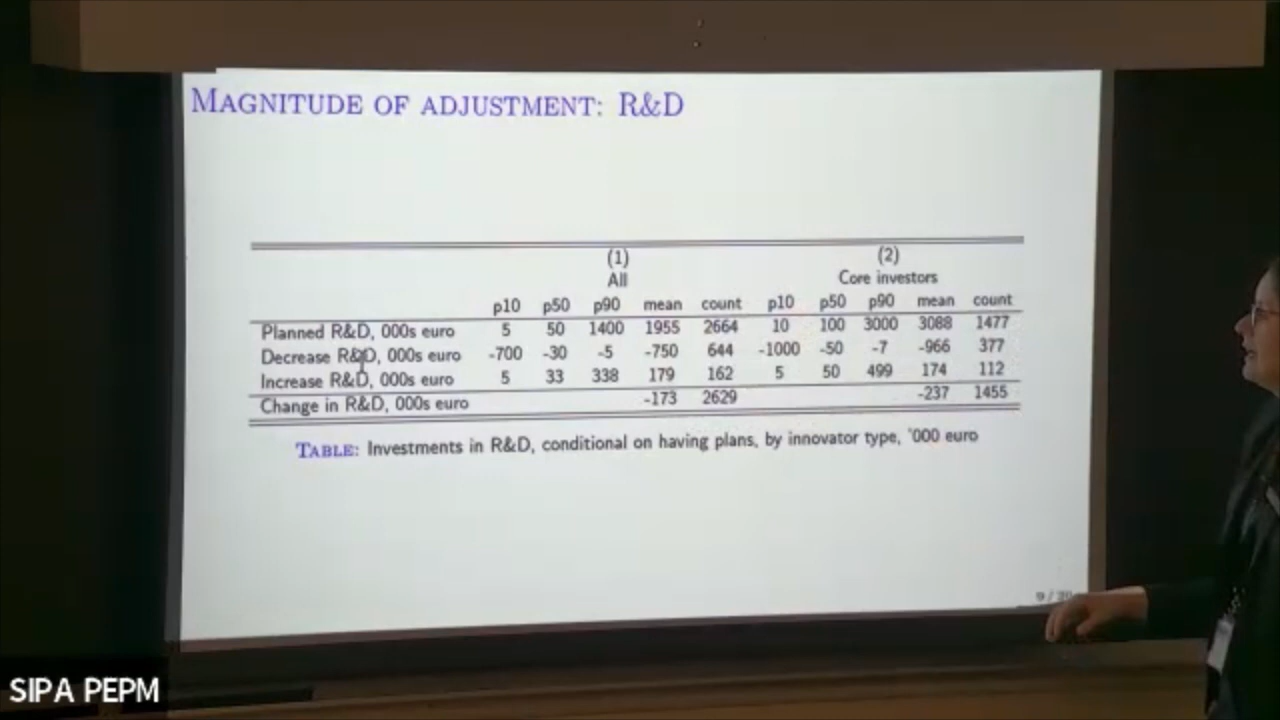 MAGNITUDE OF ADJUSTMENT: R&D
(1) (2)
All Core investors
p10 p50 p90 mean count p10 p50 p90 mean count
Planned R&D, 000s euro 5 50 1400 1955 2664 10 100 3000 3088 1477
Decrease R&D, 000s euro -700 -30 -5 -750 644 -1000 -50 -7 -966 377
Increase R&D, 000s euro 5 33 338 179 162 5 50 499 174 112
Change in R&D, 000s euro -173 2629 -237 1455
TABLE: Investments in R&D, conditional on having plans, by innovator type, '000 euro
SIPA PEPM